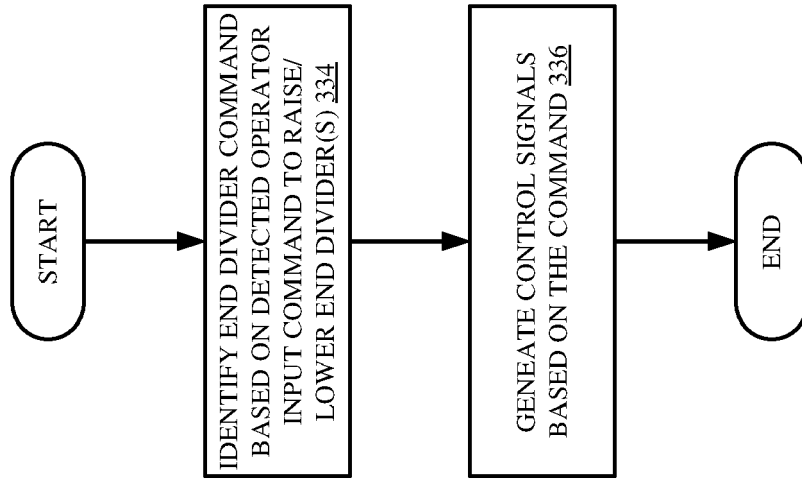 START
IDENTIFY END DIVIDER COMMAND
BASED ON DETECTED OPERATOR
INPUT COMMAND TO RAISE/
LOWER END DIVIDER(S) 334
GENEATE CONTROL SIGNALS
BASED ON THE COMMAND 336
END